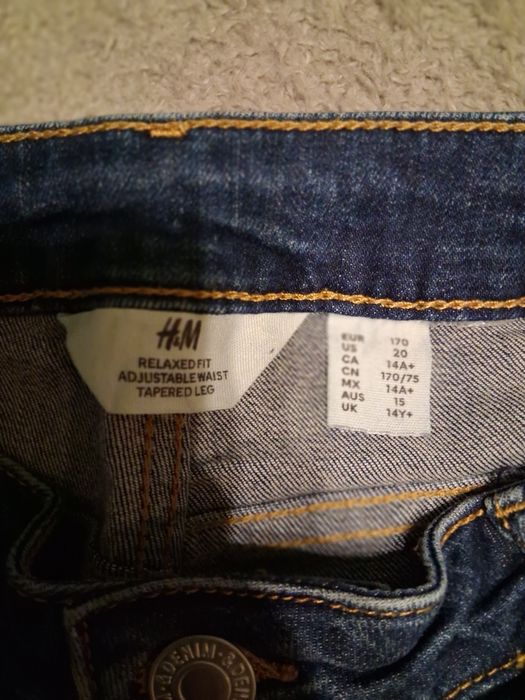 H&M
RELAXED FIT
ADJUSTABLE WAIST
TAPERED LEG
EUR 170
US 20
CA 14A+
CN 170/75
MX 14A+
AUS 15
UK 14Y+
&DENIM